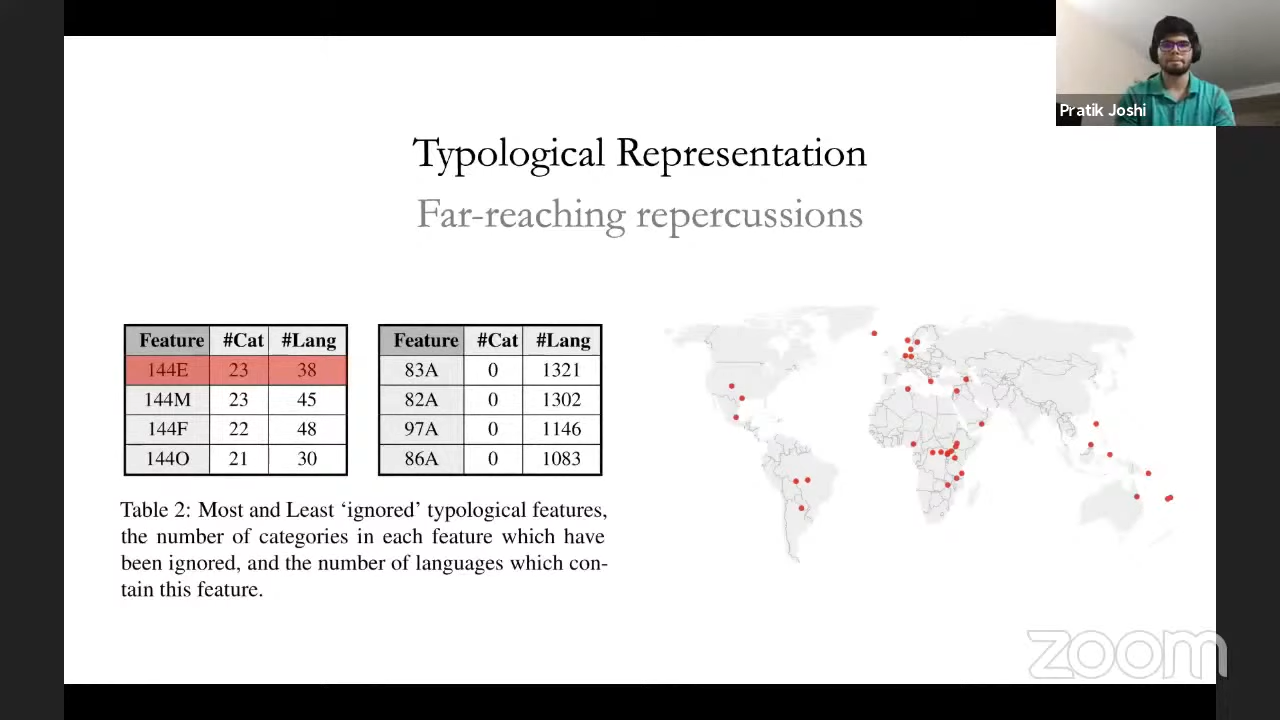 Pratik Joshi
Typological Representation
Far-reaching repercussions
Feature #Cat #Lang
144E 23 38
144M 23 45
144F 22 48
144O 21 30
Feature #Cat #Lang
83A 0 1321
82A 0 1302
97A 0 1146
86A 0 1083
Table 2: Most and Least ‘ignored’ typological features,
the number of categories in each feature which have
been ignored, and the number of languages which con-
tain this feature.
zoom